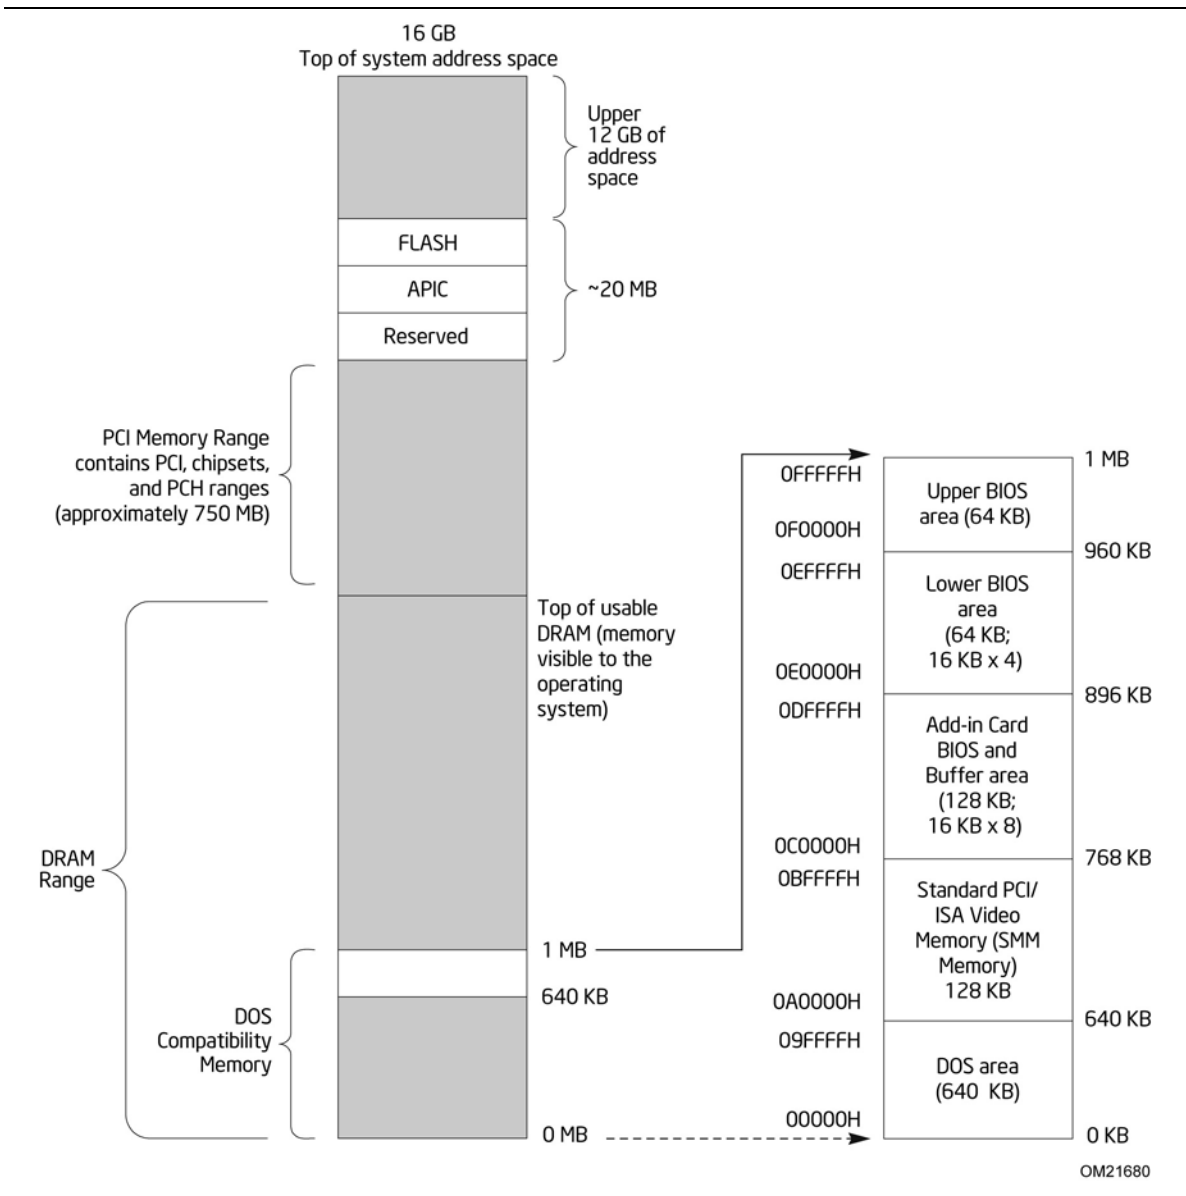 16 GB
Top of system address space
Upper
12 GB of
address
space
FLASH
APIC
~20 MB
Reserved
PCI Memory Range
contains PCI, chipsets,
and PCH ranges
(approximately 750 MB)
Top of usable
DRAM (memory
visible to the
operating
system)
DRAM
Range
1 MB
640 KB
DOS
Compatibility
Memory
0 MB
0FFFFFH
0F0000H
0EFFFFH
0E0000H
0DFFFFH
0C0000H
0BFFFFH
0A0000H
09FFFFH
00000H
Upper BIOS
area (64 KB)
Lower BIOS
area
(64 KB;
16 KB x 4)
Add-in Card
BIOS and
Buffer area
(128 KB;
16 KB x 8)
Standard PCI/
ISA Video
Memory (SMM
Memory)
128 KB
DOS area
(640 KB)
1 MB
960 KB
896 KB
768 KB
640 KB
0 KB
OM21680